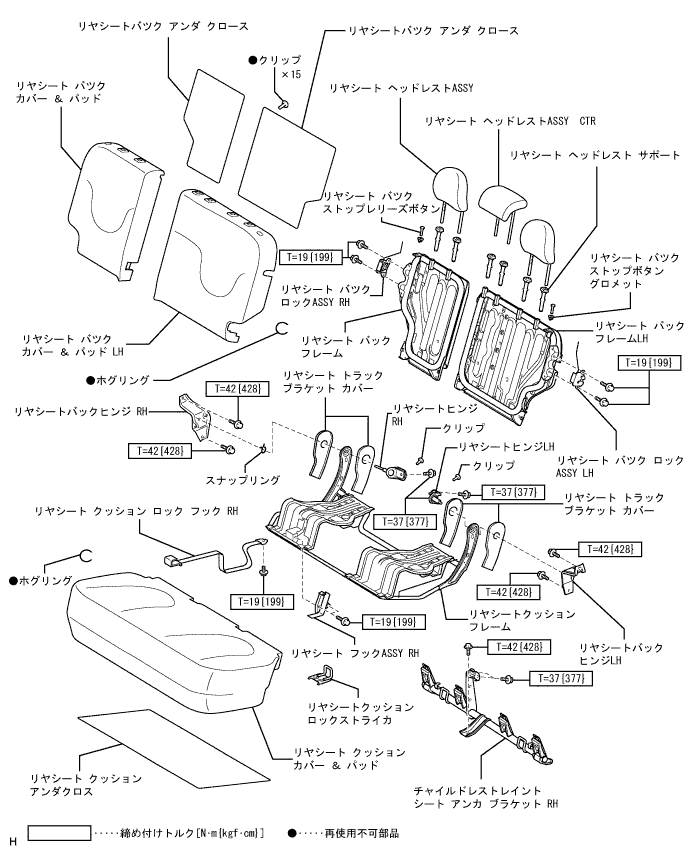 リヤシートバツク アンダ クロース
リヤシートバツク アンダ クロース
●クリップ
×15
リヤシート バツク
カバー ＆ パッド
リヤシート ヘッドレストASSY
リヤシート ヘッドレストASSY CTR
リヤシート ヘッドレスト サポート
リヤシート バツク
ストップレリーズボタン
T=19{199}
リヤシート バツク
ロックASSY RH
リヤシート バツク
ストップボタン
グロメット
リヤシート バック
フレーム
リヤシート バック
フレームLH
リヤシート バツク
カバー ＆ パッド LH
T=19{199}
●ホグリング
リヤシート トラック
ブラケット カバー
T=42{428}
リヤシートバックヒンジ RH
リヤシートヒンジ
RH
クリップ
リヤシートヒンジLH
クリップ
リヤシート バツク ロック
ASSY LH
T=42{428}
スナップリング
T=37{377}
リヤシート トラック
ブラケット カバー
リヤシート クッション ロック フック RH
T=37{377}
T=42{428}
●ホグリング
T=42{428}
T=19{199}
T=19{199}
リヤシートクッション
フレーム
リヤシートバック
ヒンジLH
T=42{428}
リヤシート フックASSY RH
T=37{377}
リヤシートクッション
ロックストライカ
リヤシート クッション
カバー ＆ パッド
リヤシート クッション
アンダクロス
チャイルドレストレイント
シート アンカ ブラケット RH
‥‥‥締め付けトルク[N･m{kgf･cm}]
●‥‥‥再使用不可部品
H